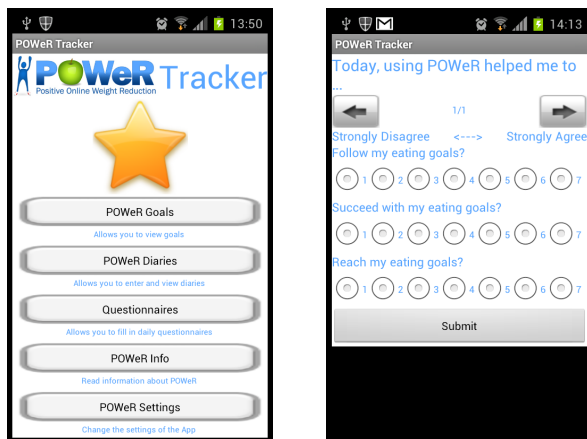 13:50
POWeR Tracker
POWeR Tracker
Positive Online Weight Reduction
POWeR Goals
Allows you to view goals
POWeR Diaries
Allows you to enter and view diaries
Questionnaires
Allows you to fill in daily questionnaires
POWeR Info
Read information about POWeR
POWeR Settings
Change the settings of the App
14:13
POWeR Tracker
Today, using POWeR helped me to
...
1/1
Strongly Disagree <---> Strongly Agree
Follow my eating goals?
1 2 3 4 5 6 7
Succeed with my eating goals?
1 2 3 4 5 6 7
Reach my eating goals?
1 2 3 4 5 6 7
Submit